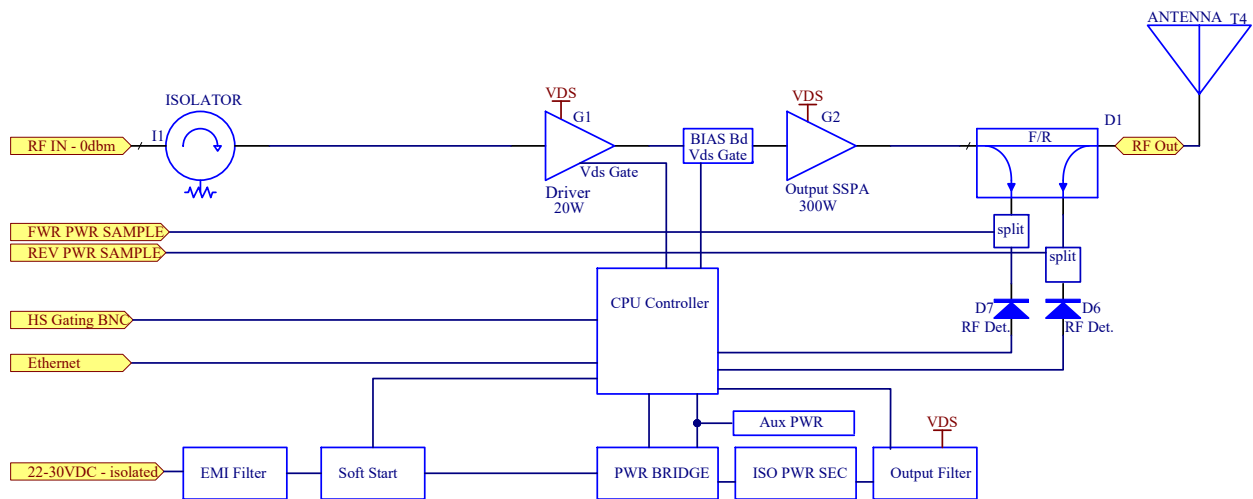 ANTENNA T4
ISOLATOR
VDS
VDS
I1
G1
G2
D1
RF IN - 0dbm
BIAS Bd
Vds Gate
F/R
RF Out
Vds Gate
Driver
20W
Output SSPA
300W
FWR PWR SAMPLE
split
REV PWR SAMPLE
split
CPU Controller
D7
RF Det.
D6
RF Det.
HS Gating BNC
Ethernet
Aux PWR
VDS
22-30VDC - isolated
EMI Filter
Soft Start
PWR BRIDGE
ISO PWR SEC
Output Filter